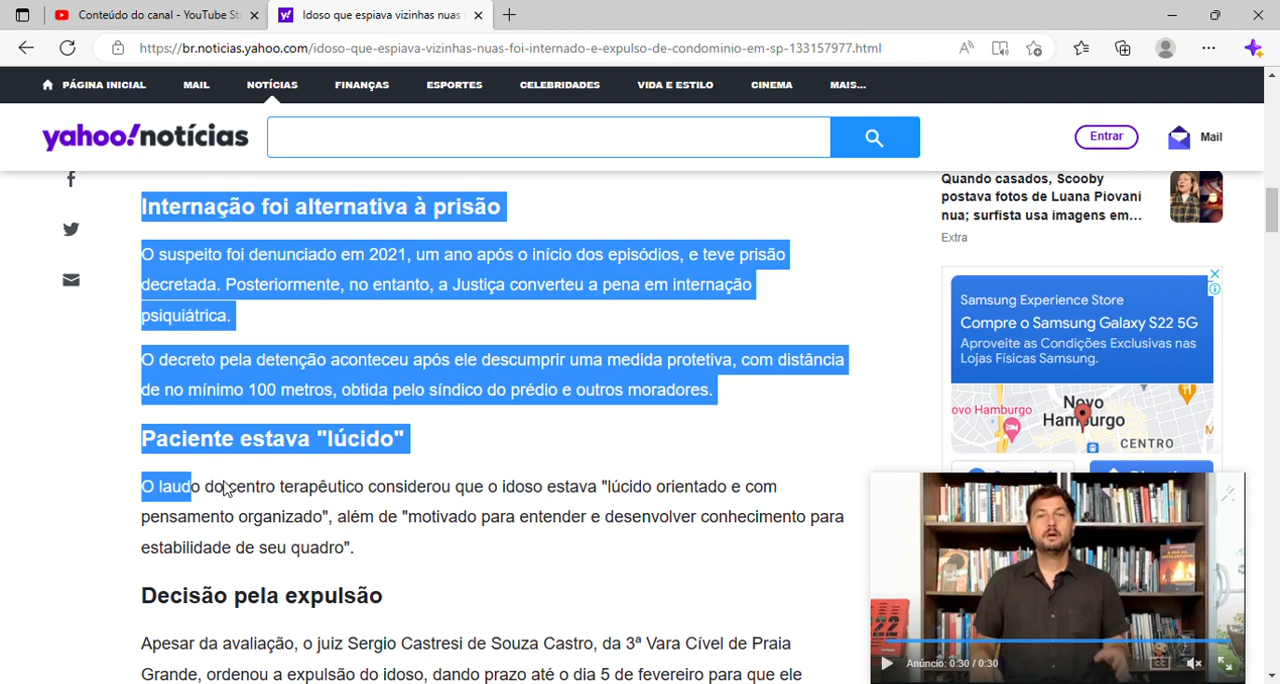 Conteúdo do canal - YouTube St
Idoso que espiava vizinhas nuas
https://br.noticias.yahoo.com/idoso-que-espiava-vizinhas-nuas-foi-internado-e-expulso-de-condominio-em-sp-133157977.html
PÁGINA INICIAL MAIL NOTÍCIAS FINANÇAS ESPORTES CELEBRIDADES VIDA E ESTILO CINEMA MAIS...
yahoo!notícias
Entrar
Mail
Internação foi alternativa à prisão
O suspeito foi denunciado em 2021, um ano após o início dos episódios, e teve prisão
decretada. Posteriormente, no entanto, a Justiça converteu a pena em internação
psiquiátrica.
O decreto pela detenção aconteceu após ele descumprir uma medida protetiva, com distância
de no mínimo 100 metros, obtida pelo síndico do prédio e outros moradores.
Paciente estava "lúcido"
O laudo do centro terapêutico considerou que o idoso estava "lúcido orientado e com
pensamento organizado", além de "motivado para entender e desenvolver conhecimento para
estabilidade de seu quadro".
Decisão pela expulsão
Apesar da avaliação, o juiz Sergio Castresi de Souza Castro, da 3ª Vara Cível de Praia
Grande, ordenou a expulsão do idoso, dando prazo até o dia 5 de fevereiro para que ele
Quando casados, Scooby
postava fotos de Luana Piovani
nua; surfista usa imagens em...
Extra
Samsung Experience Store
Compre o Samsung Galaxy S22 5G
Aproveite as Condições Exclusivas nas
Lojas Físicas Samsung.
Novo
ovo Hamburgo
Hamburgo
CENTRO
Anúncio: 0:30 / 0:30
CC